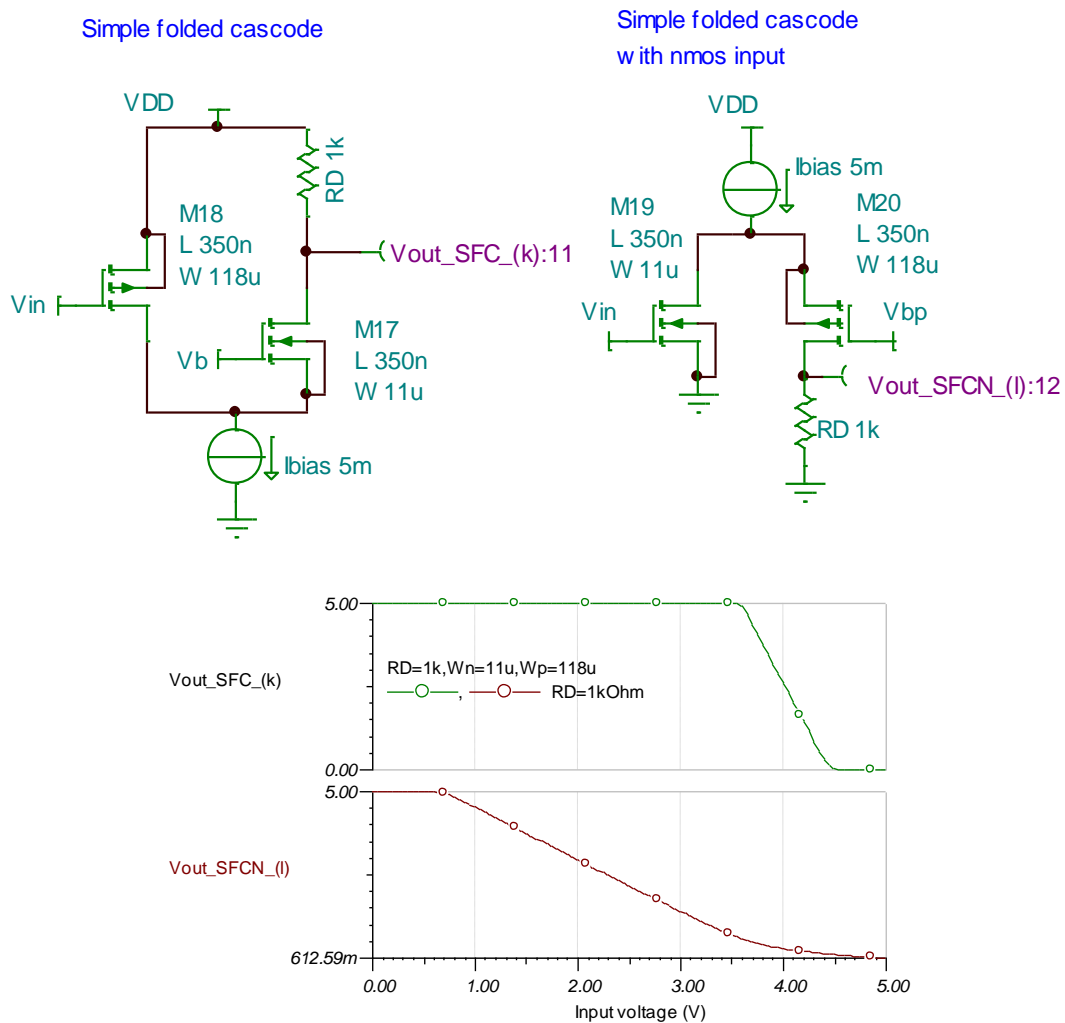 Simple folded cascode
Simple folded cascode
with nmos input
VDD
RD 1k
M18
L 350n
W 118u
Vin
Vout_SFC_(k):11
M17
L 350n
W 11u
Vb
Ibias 5m
VDD
Ibias 5m
M19
L 350n
W 11u
M20
L 350n
W 118u
Vin
Vbp
Vout_SFCN_(l):12
RD 1k
5.00
RD=1k,Wn=11u,Wp=118u
Vout_SFC_(k)
, RD=1kOhm
0.00
5.00
Vout_SFCN_(l)
612.59m
0.00 1.00 2.00 3.00 4.00 5.00
Input voltage (V)